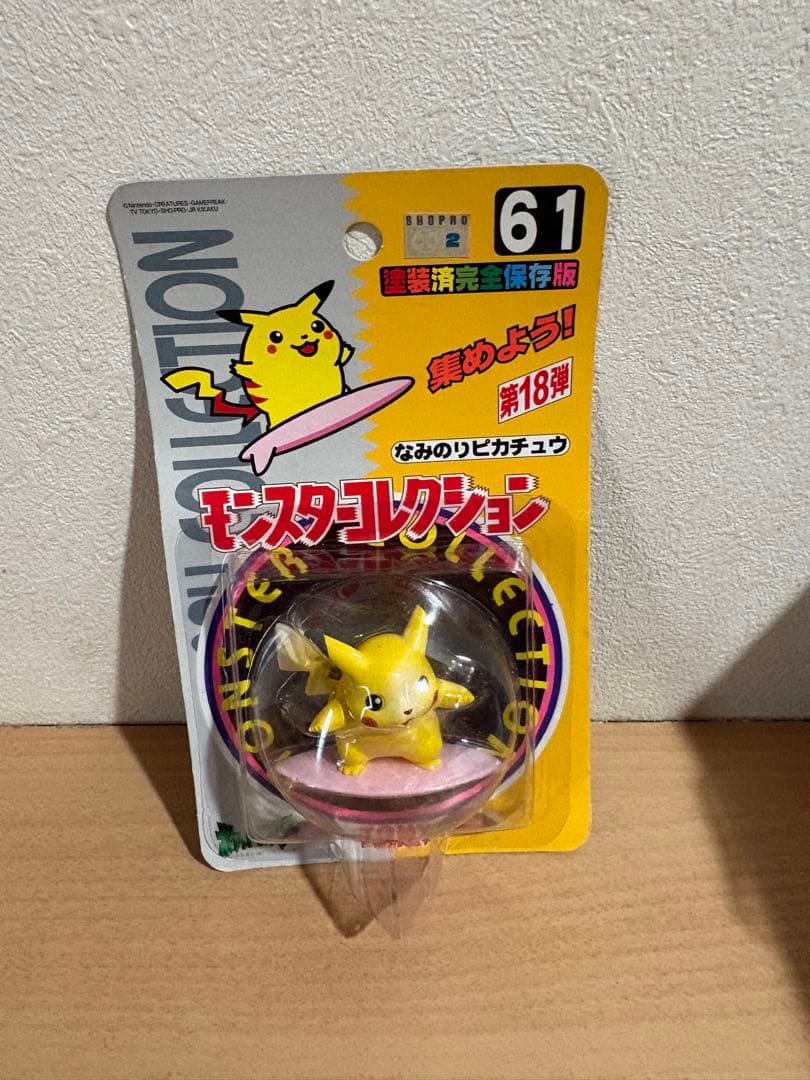 ©Nintendo・CREATURES・GAMEFREAK・
TV TOKYO・SHO・PRO・JR KIKAKU
SHOPRO
2
61
塗装済完全保存版
集めよう!
第18弾
なみのりピカチュウ
モンスターコレクション
COLLECTION
MONSTER COLLECTION